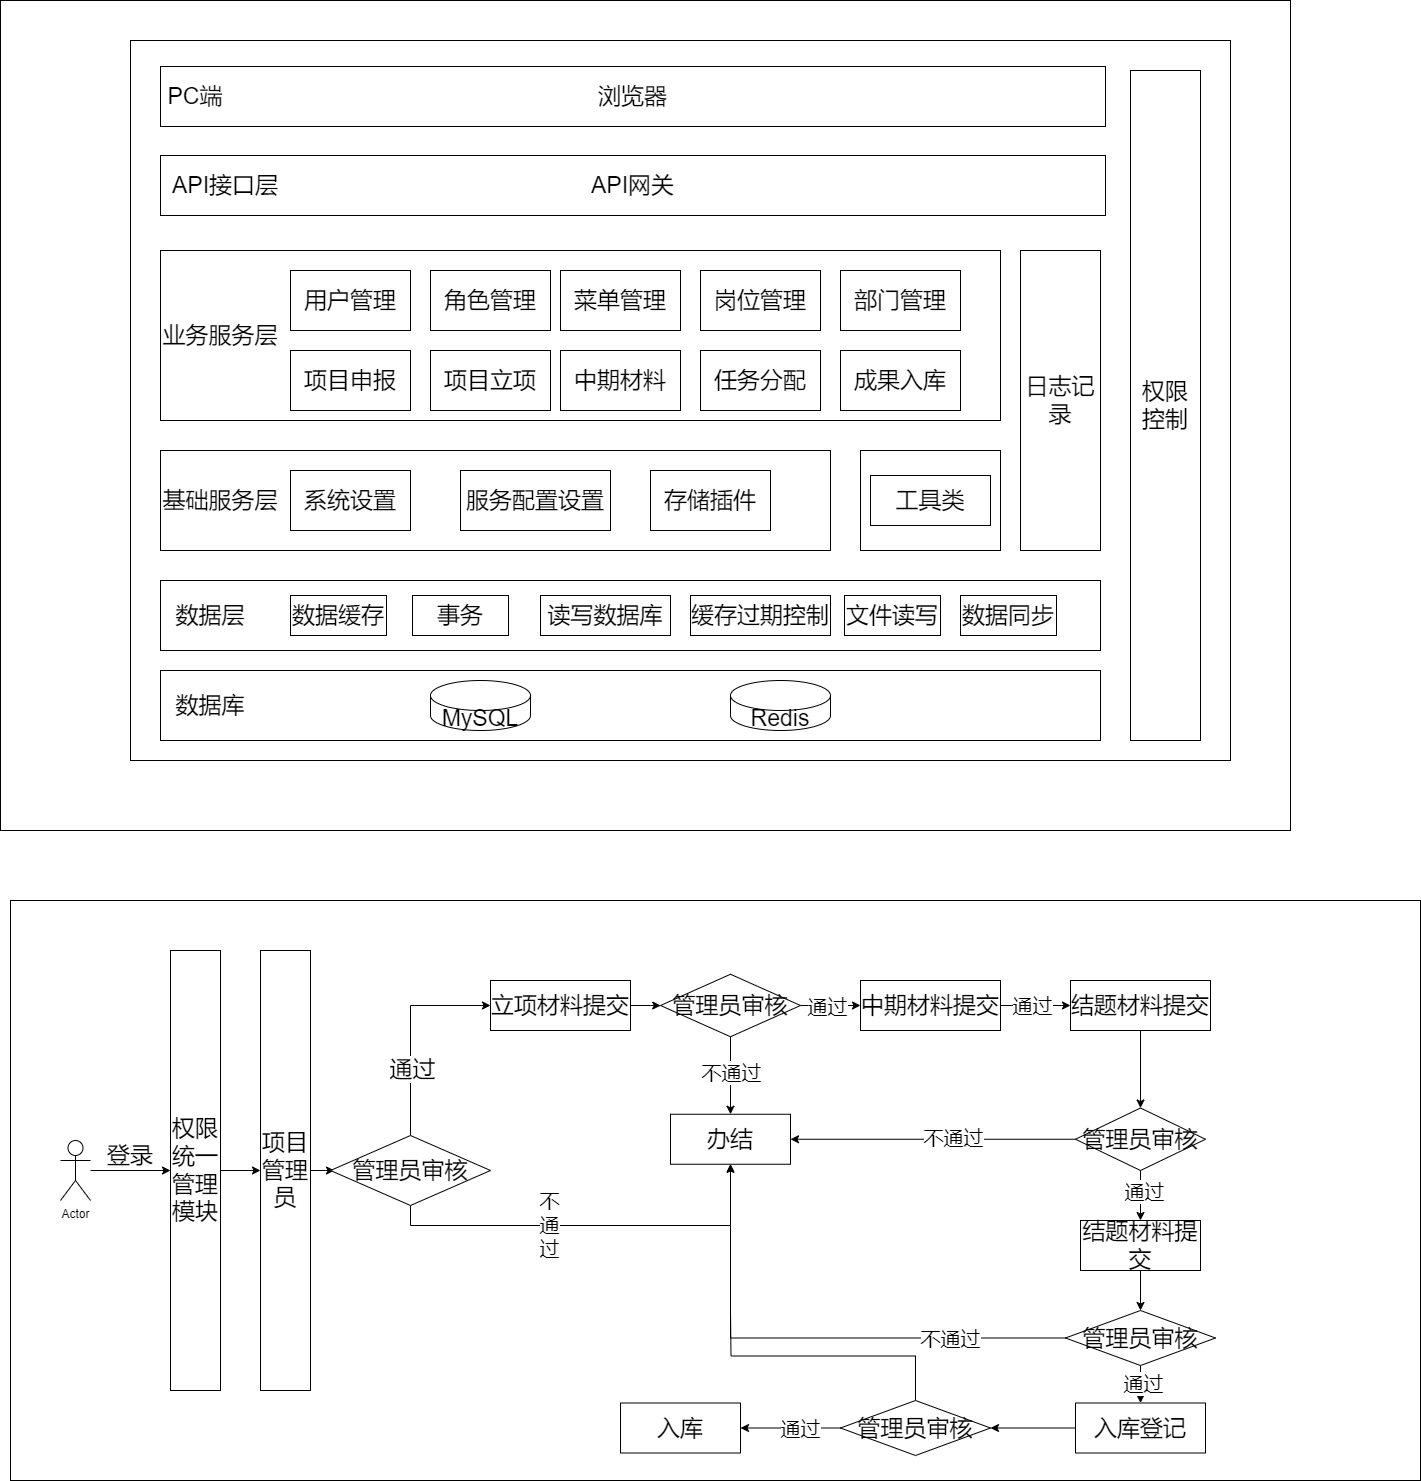 PC端
浏览器
API接口层
API网关
业务服务层
用户管理
角色管理
菜单管理
岗位管理
部门管理
项目申报
项目立项
中期材料
任务分配
成果入库
日志记
录
权限
控制
基础服务层
系统设置
服务配置设置
存储插件
工具类
数据层
数据缓存
事务
读写数据库
缓存过期控制
文件读写
数据同步
数据库
MySQL
Redis
Actor
登录
权限
统一
管理
模块
项目
管理
员
管理员审核
通过
不
通
过
立项材料提交
管理员审核
通过
中期材料提交
通过
结题材料提交
不通过
办结
不通过
管理员审核
通过
结题材料提
交
管理员审核
不通过
通过
入库登记
管理员审核
通过
入库